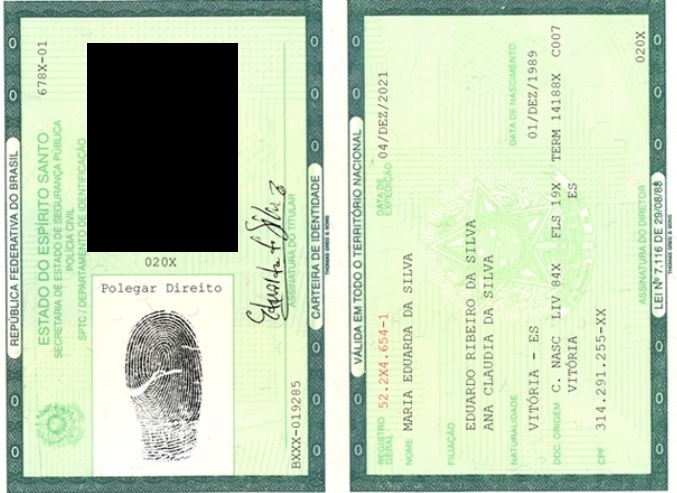 REPÚBLICA FEDERATIVA DO BRASIL
678X-01
ESTADO DO ESPÍRITO SANTO
SECRETARIA DE ESTADO DE SEGURANÇA PÚBLICA
POLÍCIA CIVIL
SPTC / DEPARTAMENTO DE IDENTIFICAÇÃO
020X
Polegar Direito
ASSINATURA DO TITULAR
BXXX-019285
CARTEIRA DE IDENTIDADE
THOMAS GREG & SONS
VÁLIDA EM TODO O TERRITÓRIO NACIONAL
REGISTRO GERAL 52.2X4.654-1 DATA DE EXPEDIÇÃO 04/DEZ/2021
NOME MARIA EDUARDA DA SILVA
FILIAÇÃO
EDUARDO RIBEIRO DA SILVA
ANA CLAUDIA DA SILVA
NATURALIDADE DATA DE NASCIMENTO
VITÓRIA - ES 01/DEZ/1989
DOC. ORIGEM C. NASC LIV 84X FLS 19X TERM 14188X C007
VITÓRIA ES
CPF 314.291.255-XX
020X
ASSINATURA DO DIRETOR
LEI Nº 7.116 DE 29/08/83
THOMAS GREG & SONS